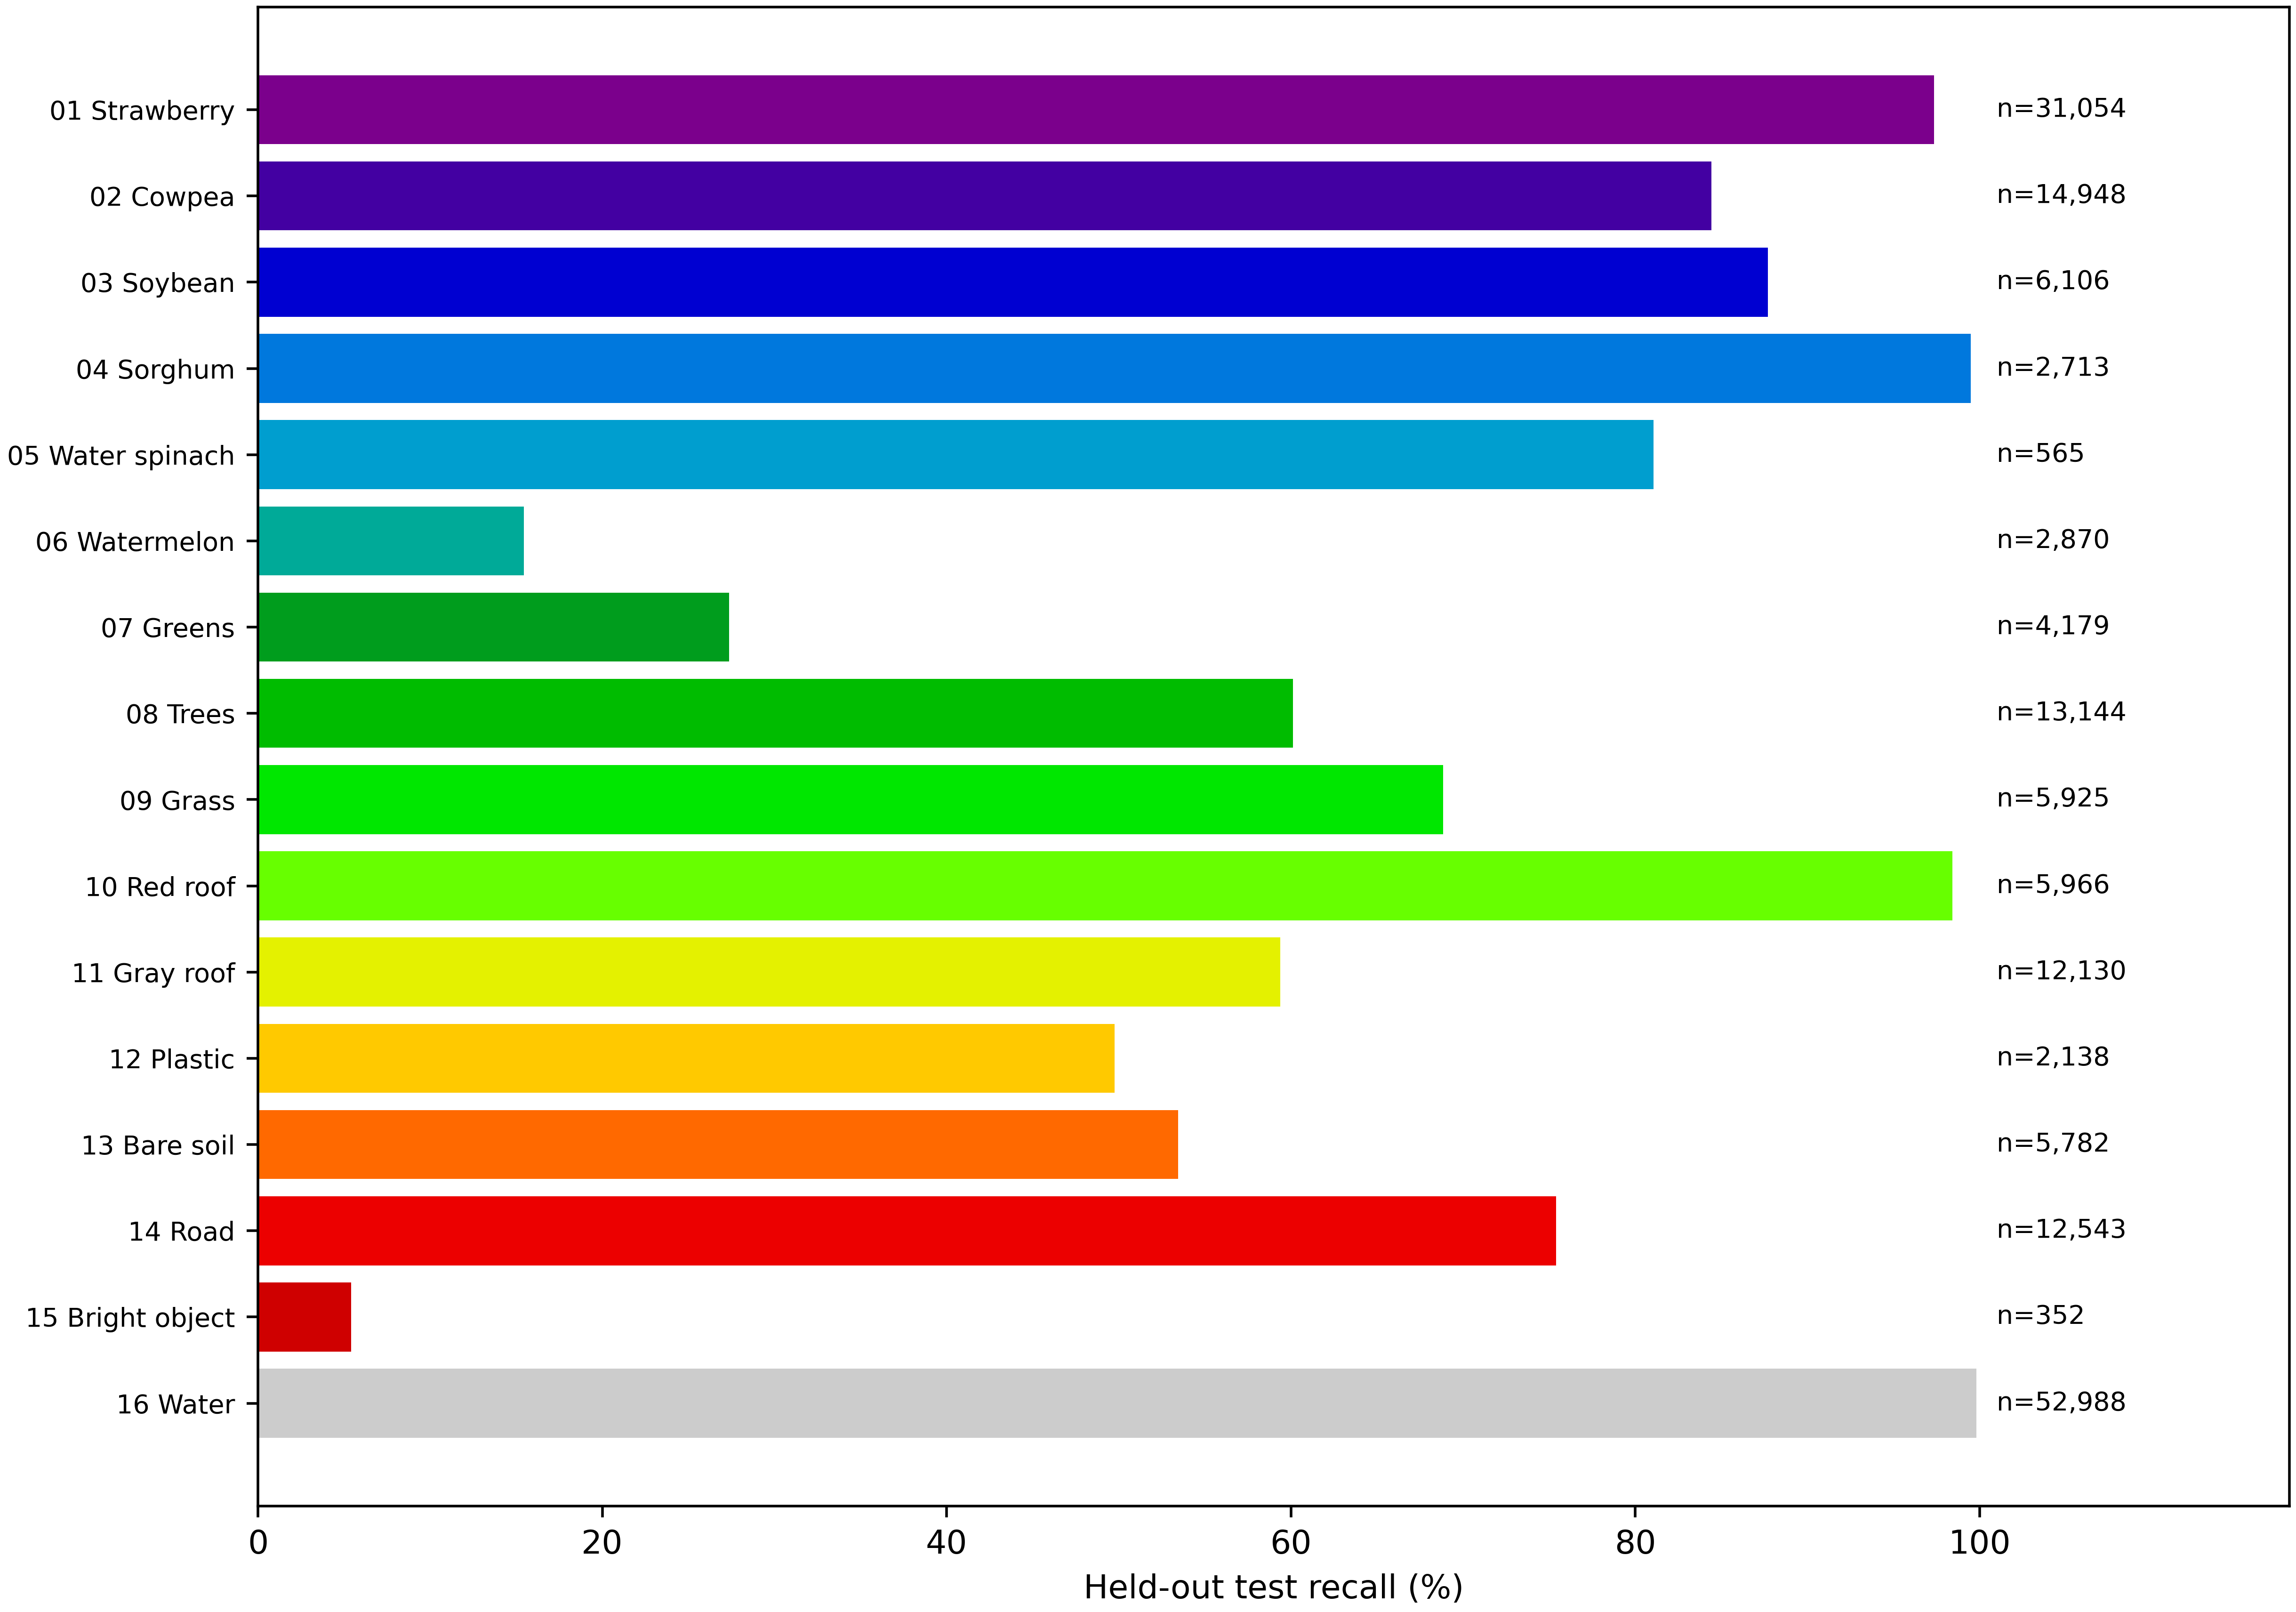 01 Strawberry n=31,054
02 Cowpea n=14,948
03 Soybean n=6,106
04 Sorghum n=2,713
05 Water spinach n=565
06 Watermelon n=2,870
07 Greens n=4,179
08 Trees n=13,144
09 Grass n=5,925
10 Red roof n=5,966
11 Gray roof n=12,130
12 Plastic n=2,138
13 Bare soil n=5,782
14 Road n=12,543
15 Bright object n=352
16 Water n=52,988
0 20 40 60 80 100
Held-out test recall (%)